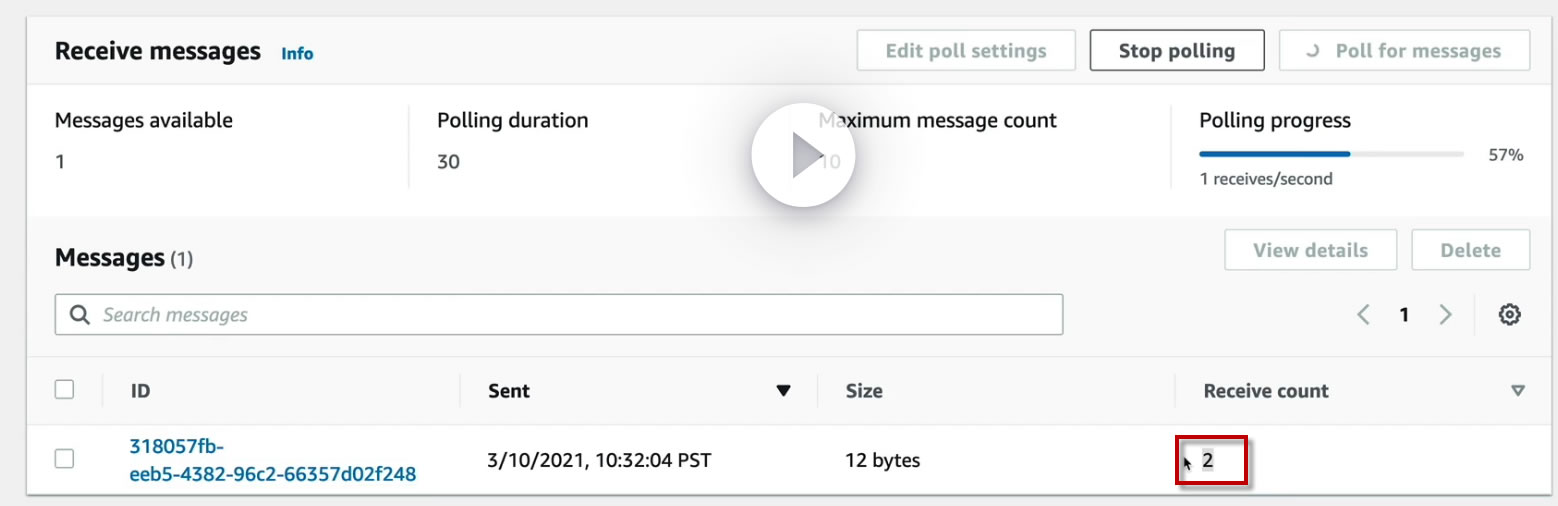 Receive messages Info
Edit poll settings
Stop polling
Poll for messages
Messages available
1
Polling duration
30
Maximum message count
10
Polling progress
57%
1 receives/second
Messages (1)
View details
Delete
Search messages
1
ID
Sent
Size
Receive count
318057fb-
eeb5-4382-96c2-66357d02f248
3/10/2021, 10:32:04 PST
12 bytes
2